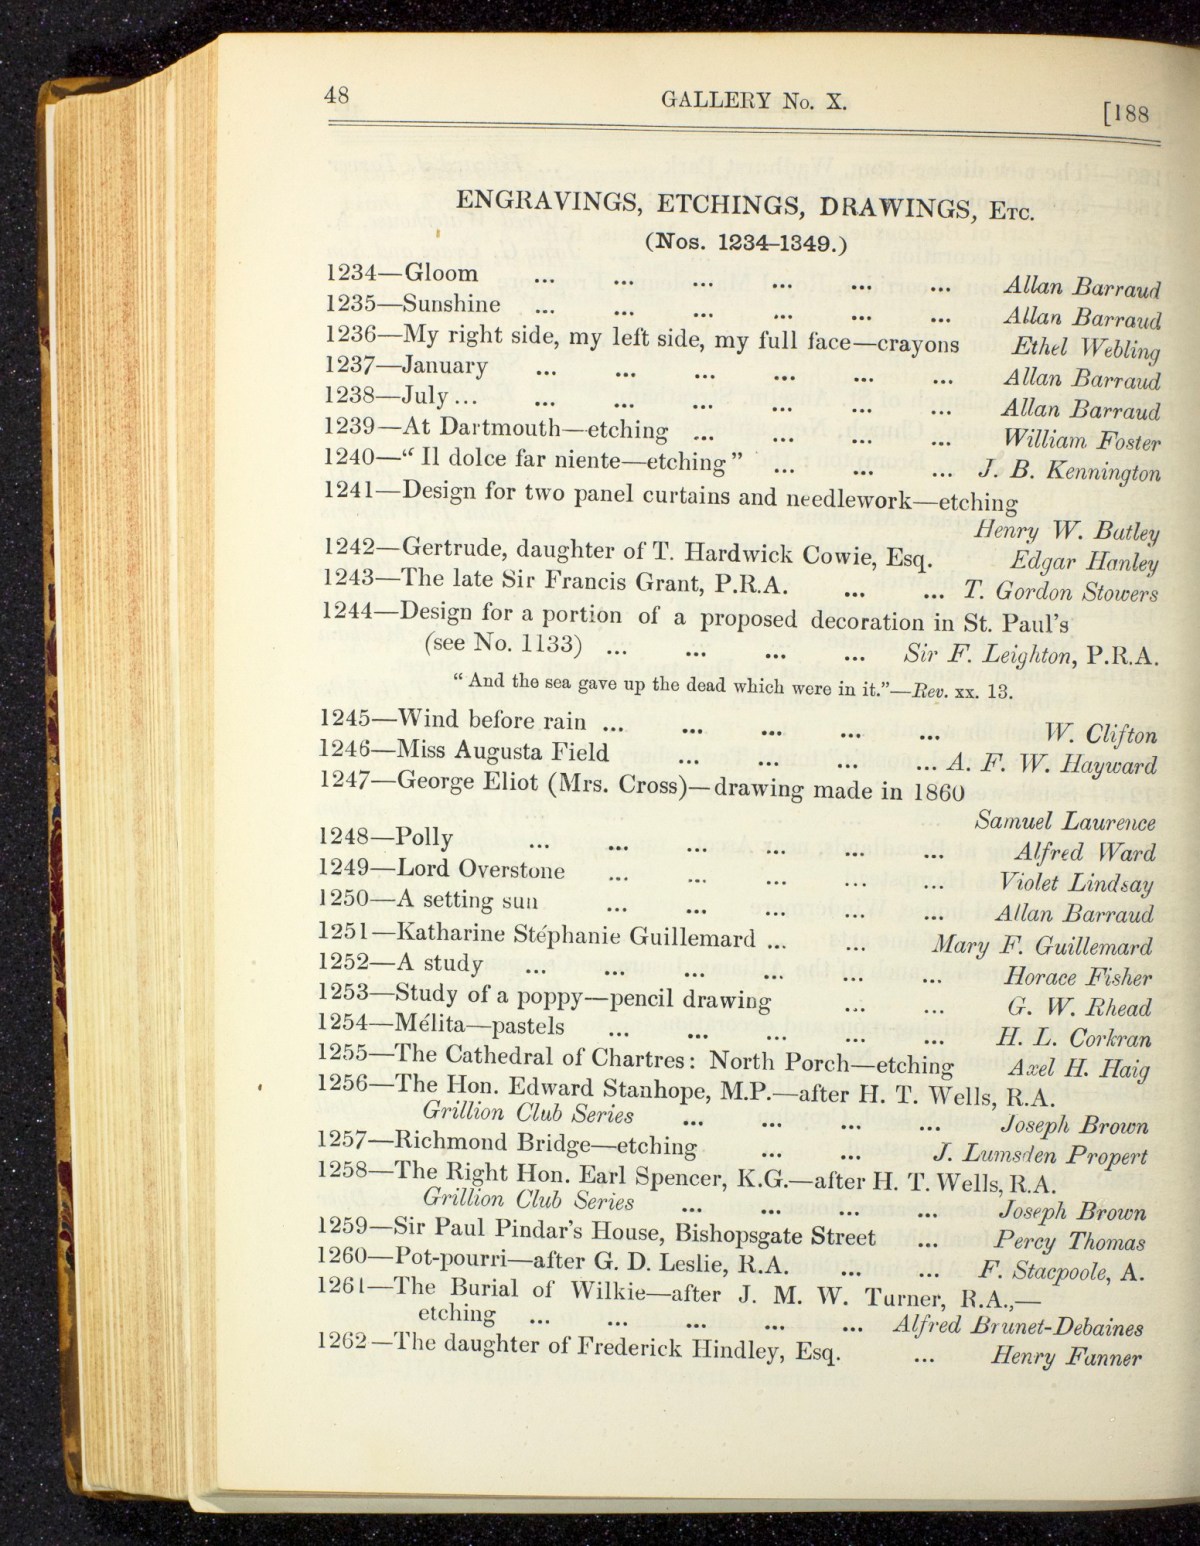 48 GALLERY No. X. [188
ENGRAVINGS, ETCHINGS, DRAWINGS, Etc.
(Nos. 1234–1349.)
1234—Gloom ... ... ... ... ... ... Allan Barraud
1235—Sunshine ... ... ... ... ... ... Allan Barraud
1236—My right side, my left side, my full face—crayons Ethel Webling
1237—January ... ... ... ... ... ... Allan Barraud
1238—July ... ... ... ... ... ... ... Allan Barraud
1239—At Dartmouth—etching ... ... ... ... William Foster
1240—“Il dolce far niente—etching” ... ... ... J. B. Kennington
1241—Design for two panel curtains and needlework—etching
Henry W. Batley
1242—Gertrude, daughter of T. Hardwick Cowie, Esq. Edgar Hanley
1243—The late Sir Francis Grant, P.R.A. ... ... T. Gordon Stowers
1244—Design for a portion of a proposed decoration in St. Paul’s
(see No. 1133) ... ... ... ... Sir F. Leighton, P.R.A.
“And the sea gave up the dead which were in it.”—Rev. xx. 13.
1245—Wind before rain ... ... ... ... ... W. Clifton
1246—Miss Augusta Field ... ... ... ... A. F. W. Hayward
1247—George Eliot (Mrs. Cross)—drawing made in 1860
Samuel Laurence
1248—Polly ... ... ... ... ... ... Alfred Ward
1249—Lord Overstone ... ... ... ... ... Violet Lindsay
1250—A setting sun ... ... ... ... ... Allan Barraud
1251—Katharine Stéphanie Guillemard ... ... Mary F. Guillemard
1252—A study ... ... ... ... ... ... Horace Fisher
1253—Study of a poppy—pencil drawing ... ... G. W. Rhead
1254—Mélita—pastels ... ... ... ... ... H. L. Corkran
1255—The Cathedral of Chartres: North Porch—etching Axel H. Haig
1256—The Hon. Edward Stanhope, M.P.—after H. T. Wells, R.A.
Grillion Club Series ... ... ... ... Joseph Brown
1257—Richmond Bridge—etching ... ... J. Lumsden Propert
1258—The Right Hon. Earl Spencer, K.G.—after H. T. Wells, R.A.
Grillion Club Series ... ... ... ... Joseph Brown
1259—Sir Paul Pindar’s House, Bishopsgate Street ... Percy Thomas
1260—Pot-pourri—after G. D. Leslie, R.A. ... ... F. Stacpoole, A.
1261—The Burial of Wilkie—after J. M. W. Turner, R.A.,—
etching ... ... ... ... ... Alfred Brunet-Debaines
1262—The daughter of Frederick Hindley, Esq. ... Henry Fanner